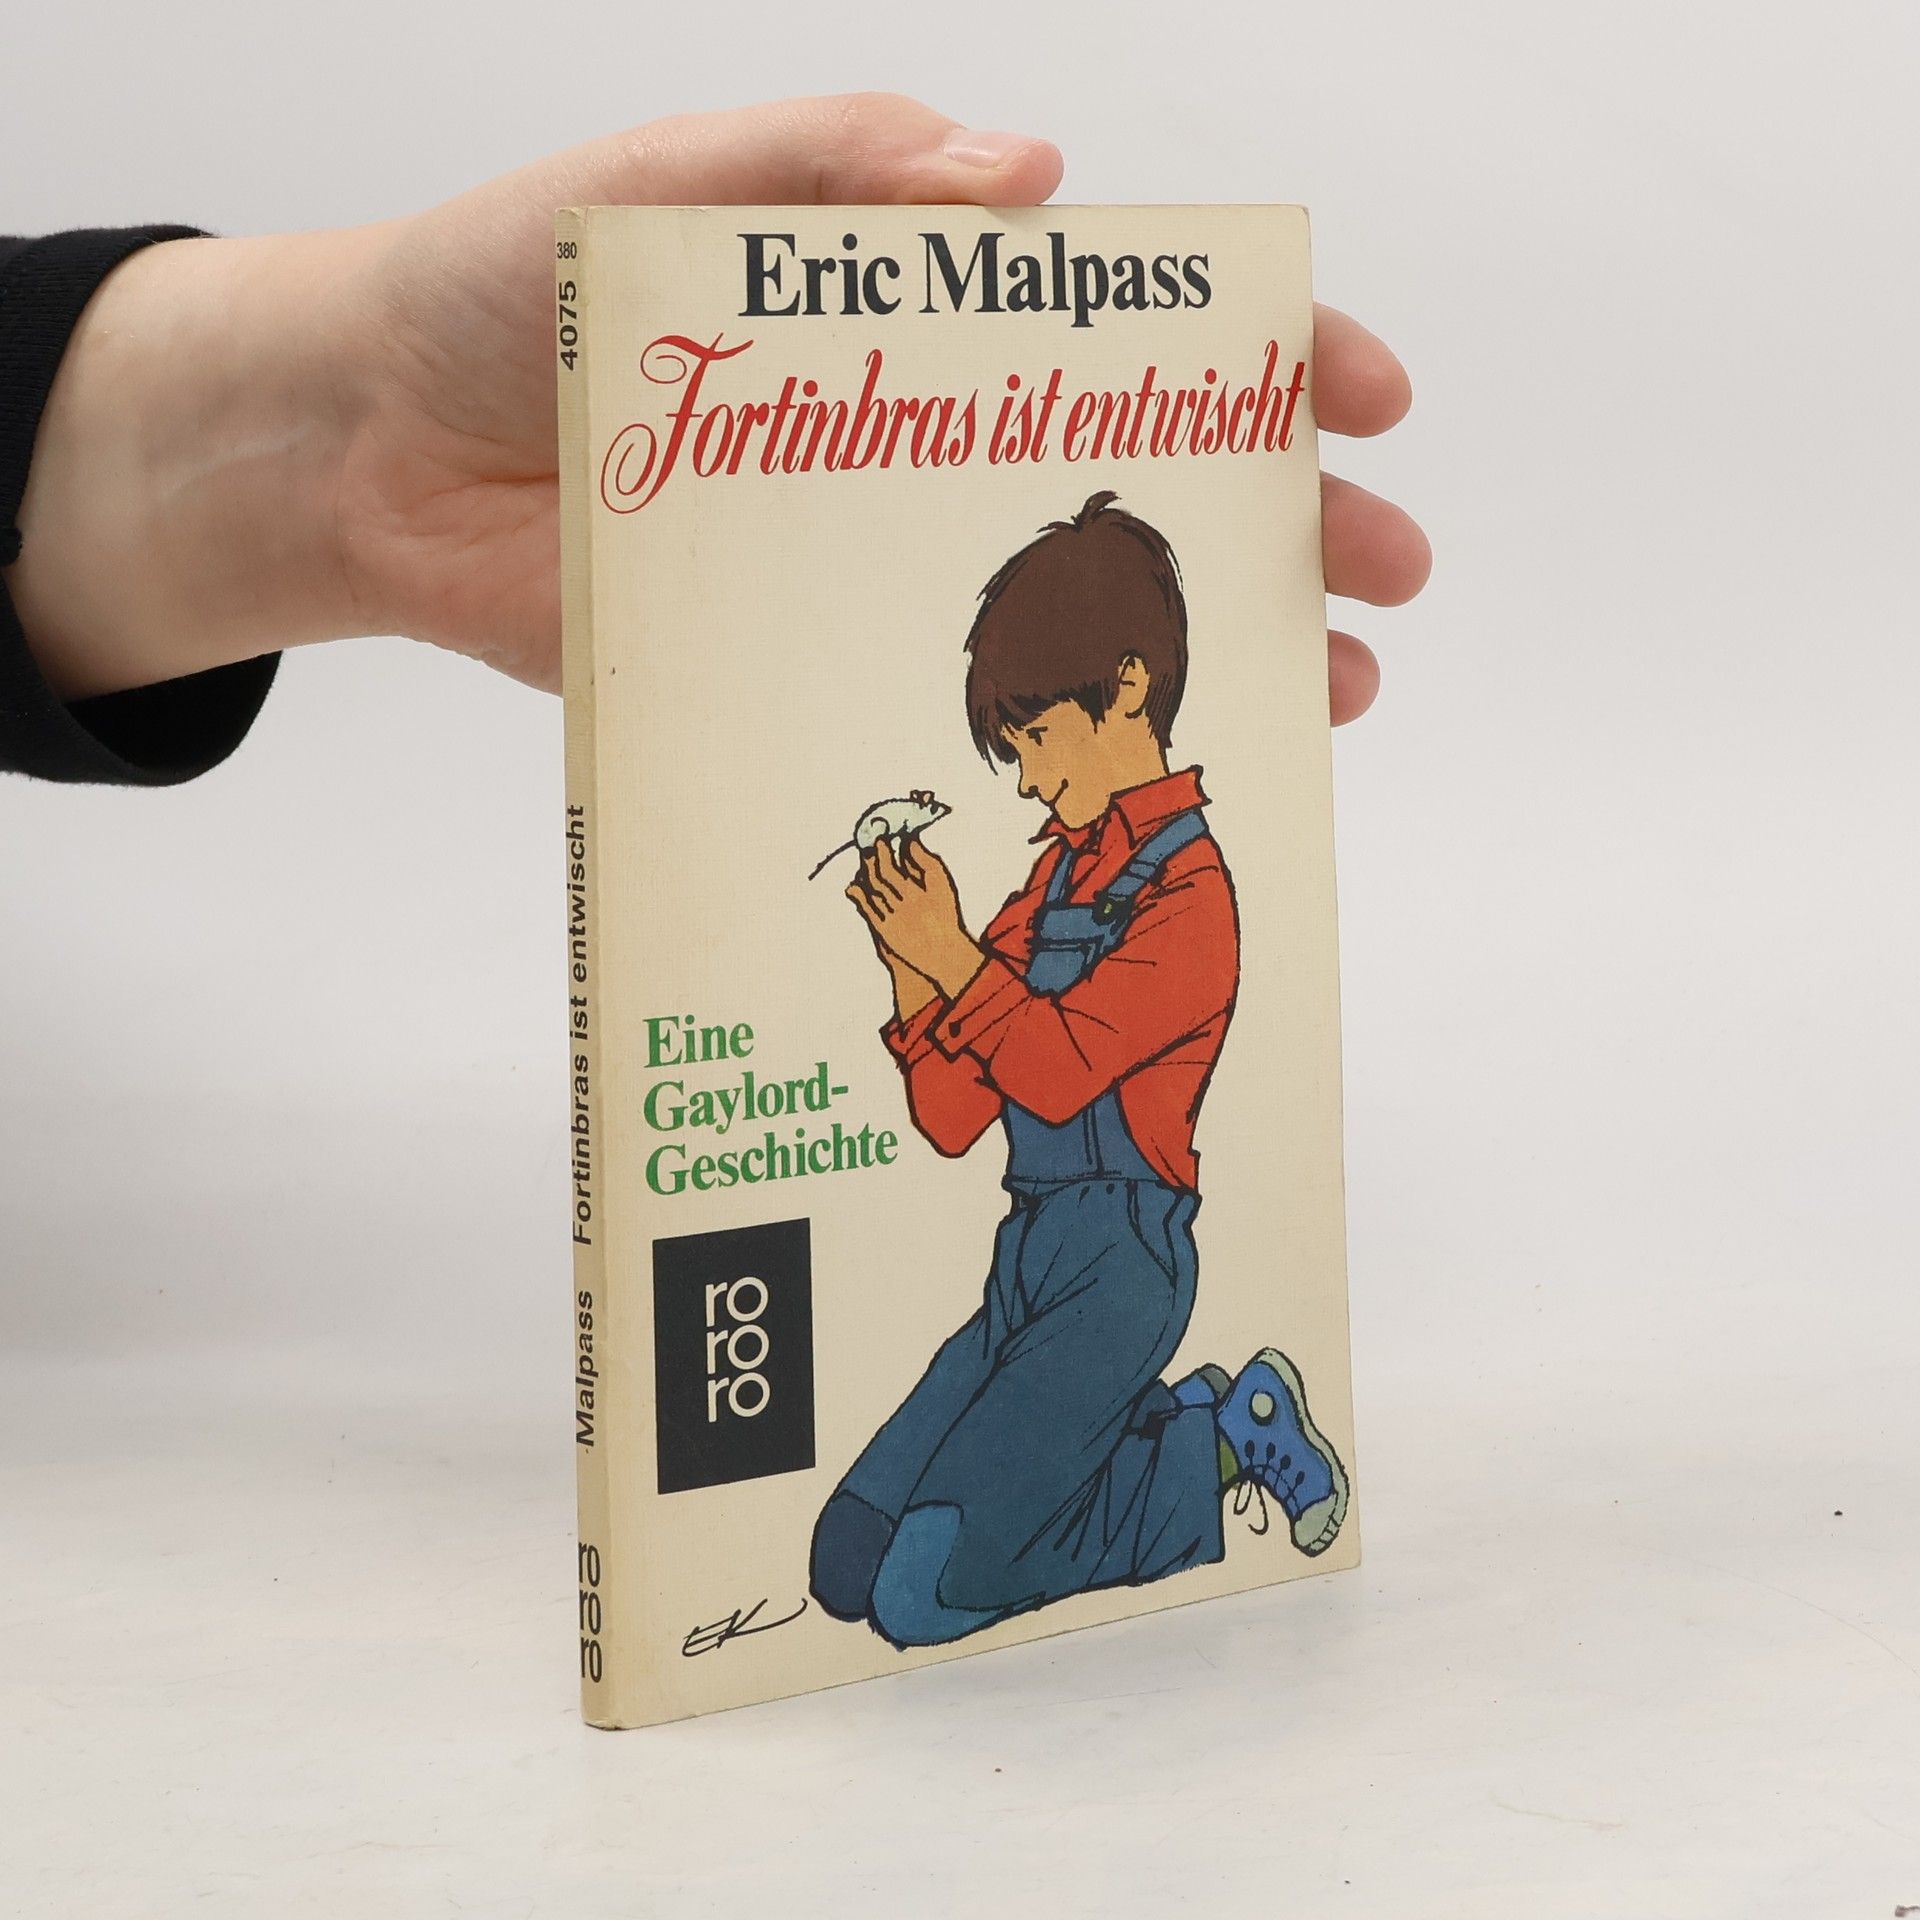 Eric Malpass
Fortinbras ist entwischt
Eine
Gaylord-
Geschichte
ro
ro
ro
EK
380
4075
Malpass Fortinbras ist entwischt
ro
ro
ro